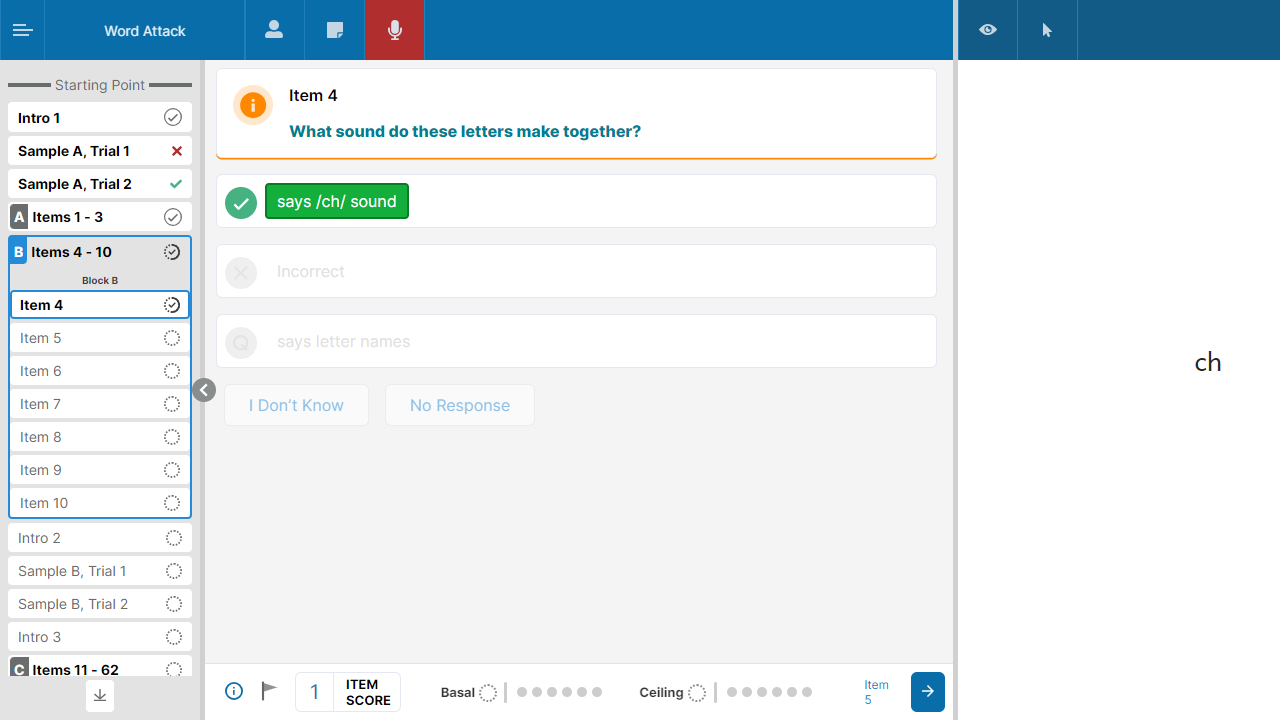 Word Attack
Starting Point
Intro 1
Sample A, Trial 1
Sample A, Trial 2
A Items 1 - 3
B Items 4 - 10
Block B
Item 4
Item 5
Item 6
Item 7
Item 8
Item 9
Item 10
Intro 2
Sample B, Trial 1
Sample B, Trial 2
Intro 3
C Items 11 - 62
Item 4
What sound do these letters make together?
says /ch/ sound
Incorrect
Q says letter names
I Don't Know
No Response
1 ITEM SCORE
Basal
Ceiling
Item 5
ch